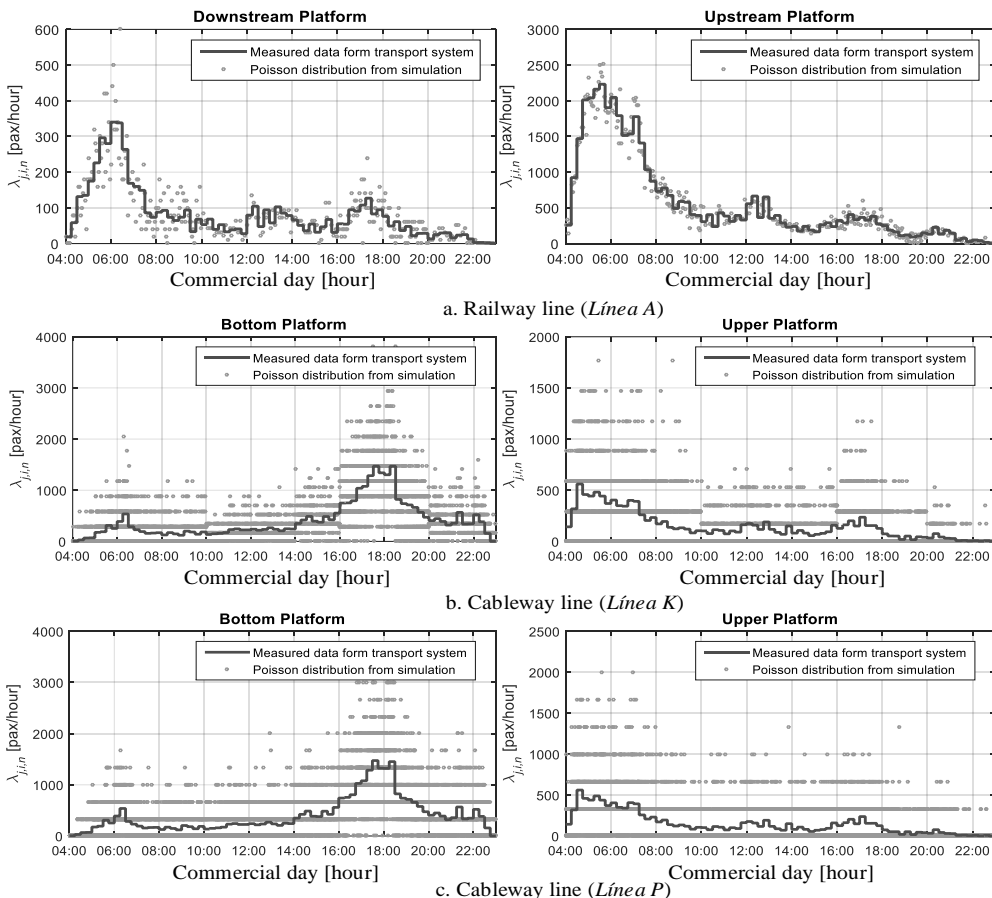 Downstream Platform
600
500
400
300
200
100
0
λj,i,n [pax/hour]
Measured data form transport system
Poisson distribution from simulation
04:00 06:00 08:00 10:00 12:00 14:00 16:00 18:00 20:00 22:00
Commercial day [hour]
Upstream Platform
3000
2500
2000
1500
1000
500
0
λj,i,n [pax/hour]
Measured data form transport system
Poisson distribution from simulation
04:00 06:00 08:00 10:00 12:00 14:00 16:00 18:00 20:00 22:00
Commercial day [hour]
a. Railway line (Línea A)
Bottom Platform
4000
3000
2000
1000
0
λj,i,n [pax/hour]
Measured data form transport system
Poisson distribution from simulation
04:00 06:00 08:00 10:00 12:00 14:00 16:00 18:00 20:00 22:00
Commercial day [hour]
Upper Platform
2000
1500
1000
500
0
λj,i,n [pax/hour]
Measured data form transport system
Poisson distribution from simulation
04:00 06:00 08:00 10:00 12:00 14:00 16:00 18:00 20:00 22:00
Commercial day [hour]
b. Cableway line (Línea K)
Bottom Platform
4000
3000
2000
1000
0
λj,i,n [pax/hour]
Measured data form transport system
Poisson distribution from simulation
04:00 06:00 08:00 10:00 12:00 14:00 16:00 18:00 20:00 22:00
Commercial day [hour]
Upper Platform
2500
2000
1500
1000
500
0
λj,i,n [pax/hour]
Measured data form transport system
Poisson distribution from simulation
04:00 06:00 08:00 10:00 12:00 14:00 16:00 18:00 20:00 22:00
Commercial day [hour]
c. Cableway line (Línea P)